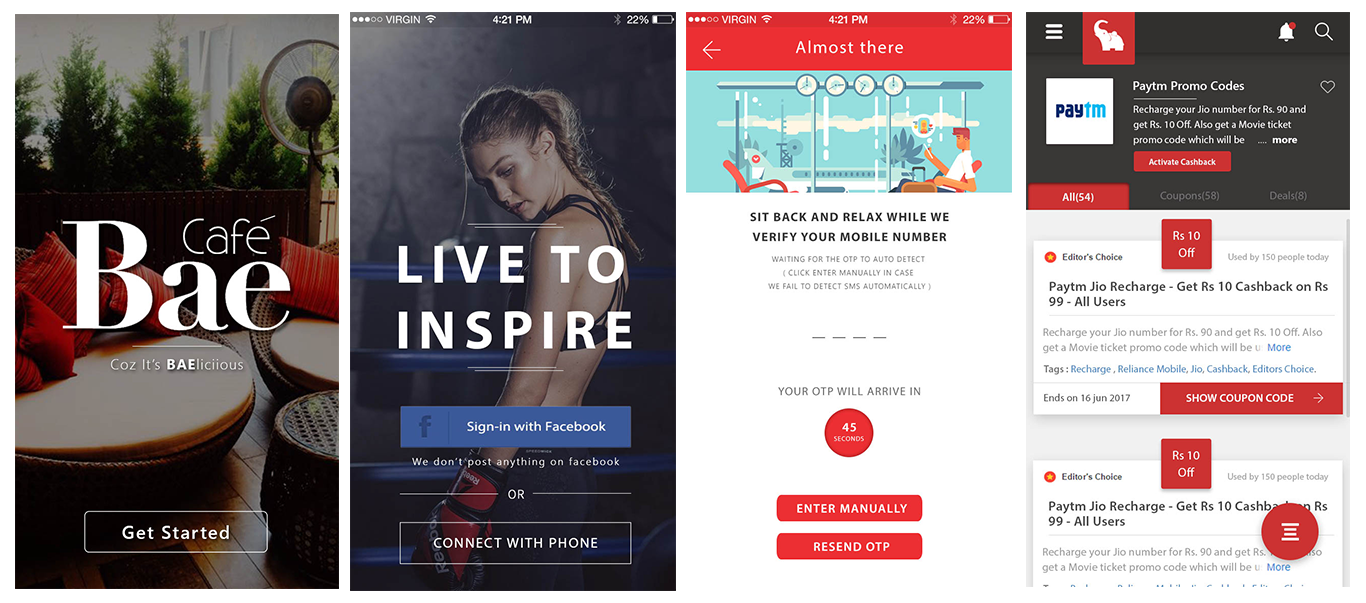 Café
Bae
Coz It's BAEliciious
Get Started
VIRGIN 4:21 PM 22%
LIVE TO
INSPIRE
f Sign-in with Facebook
We don't post anything on facebook
OR
CONNECT WITH PHONE
Reebok
VIRGIN 4:21 PM 22%
Almost there
SIT BACK AND RELAX WHILE WE
VERIFY YOUR MOBILE NUMBER
WAITING FOR THE OTP TO AUTO DETECT
( CLICK ENTER MANUALLY IN CASE
WE FAIL TO DETECT SMS AUTOMATICALLY )
YOUR OTP WILL ARRIVE IN
45
SECONDS
ENTER MANUALLY
RESEND OTP
paytm
Paytm Promo Codes
Recharge your Jio number for Rs. 90 and
get Rs. 10 Off. Also get a Movie ticket
promo code which will be .... more
Activate Cashback
All(54) Coupons(58) Deals(8)
Rs 10
Off
Editor's Choice Used by 150 people today
Paytm Jio Recharge - Get Rs 10 Cashback on Rs
99 - All Users
Recharge your Jio number for Rs. 90 and get Rs. 10 Off. Also
get a Movie ticket promo code which will be u More
Tags : Recharge , Reliance Mobile, Jio, Cashback, Editors Choice.
Ends on 16 jun 2017 SHOW COUPON CODE
Rs 10
Off
Editor's Choice Used by 150 people today
Paytm Jio Recharge - Get Rs 10 Cashback on Rs
99 - All Users
Recharge your Jio number for Rs. 90 and get Rs. so
get a Movie ticket promo code which will be u More